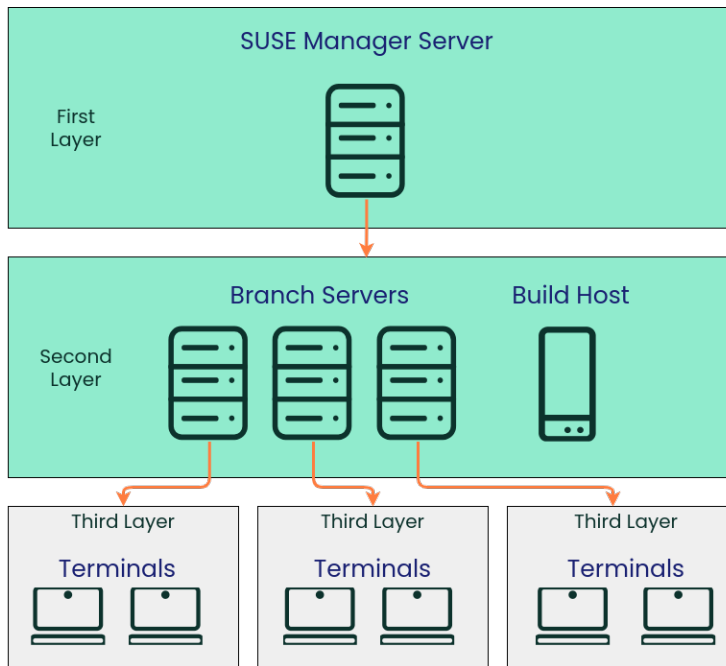 SUSE Manager Server
First
Layer
Branch Servers
Build Host
Second
Layer
Third Layer
Terminals
Third Layer
Terminals
Third Layer
Terminals